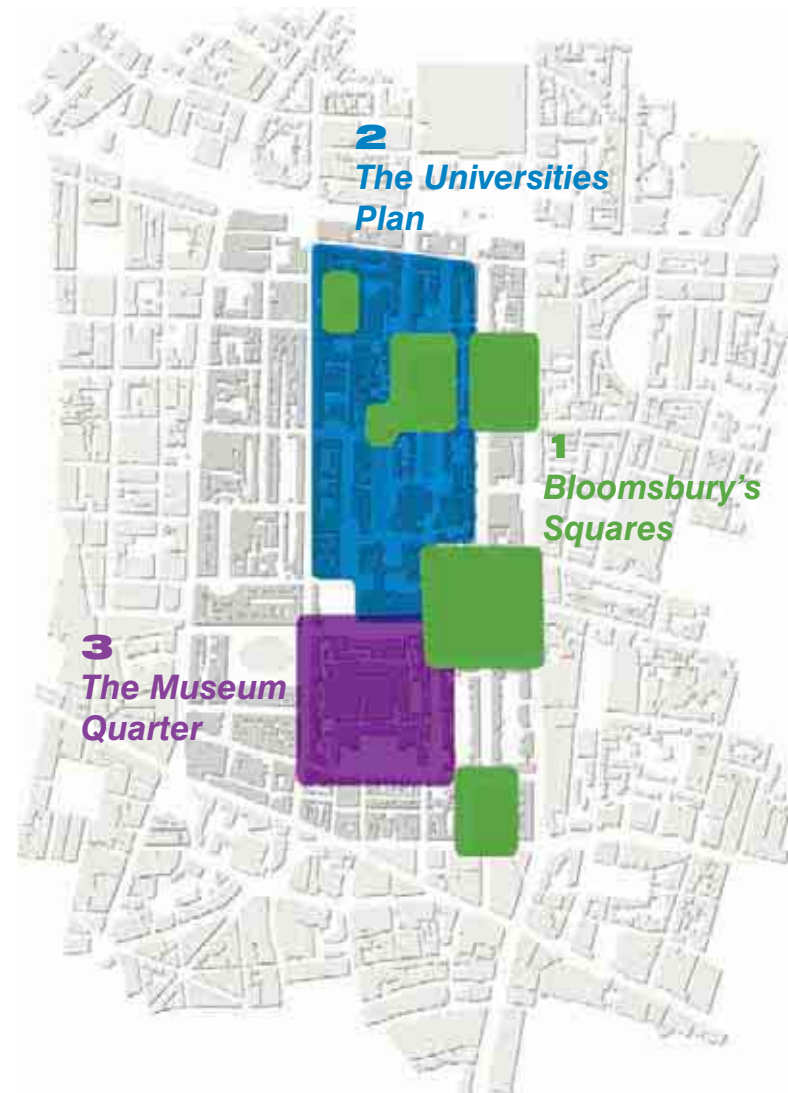 2
The Universities
Plan
1
Bloomsbury’s
Squares
3
The Museum
Quarter